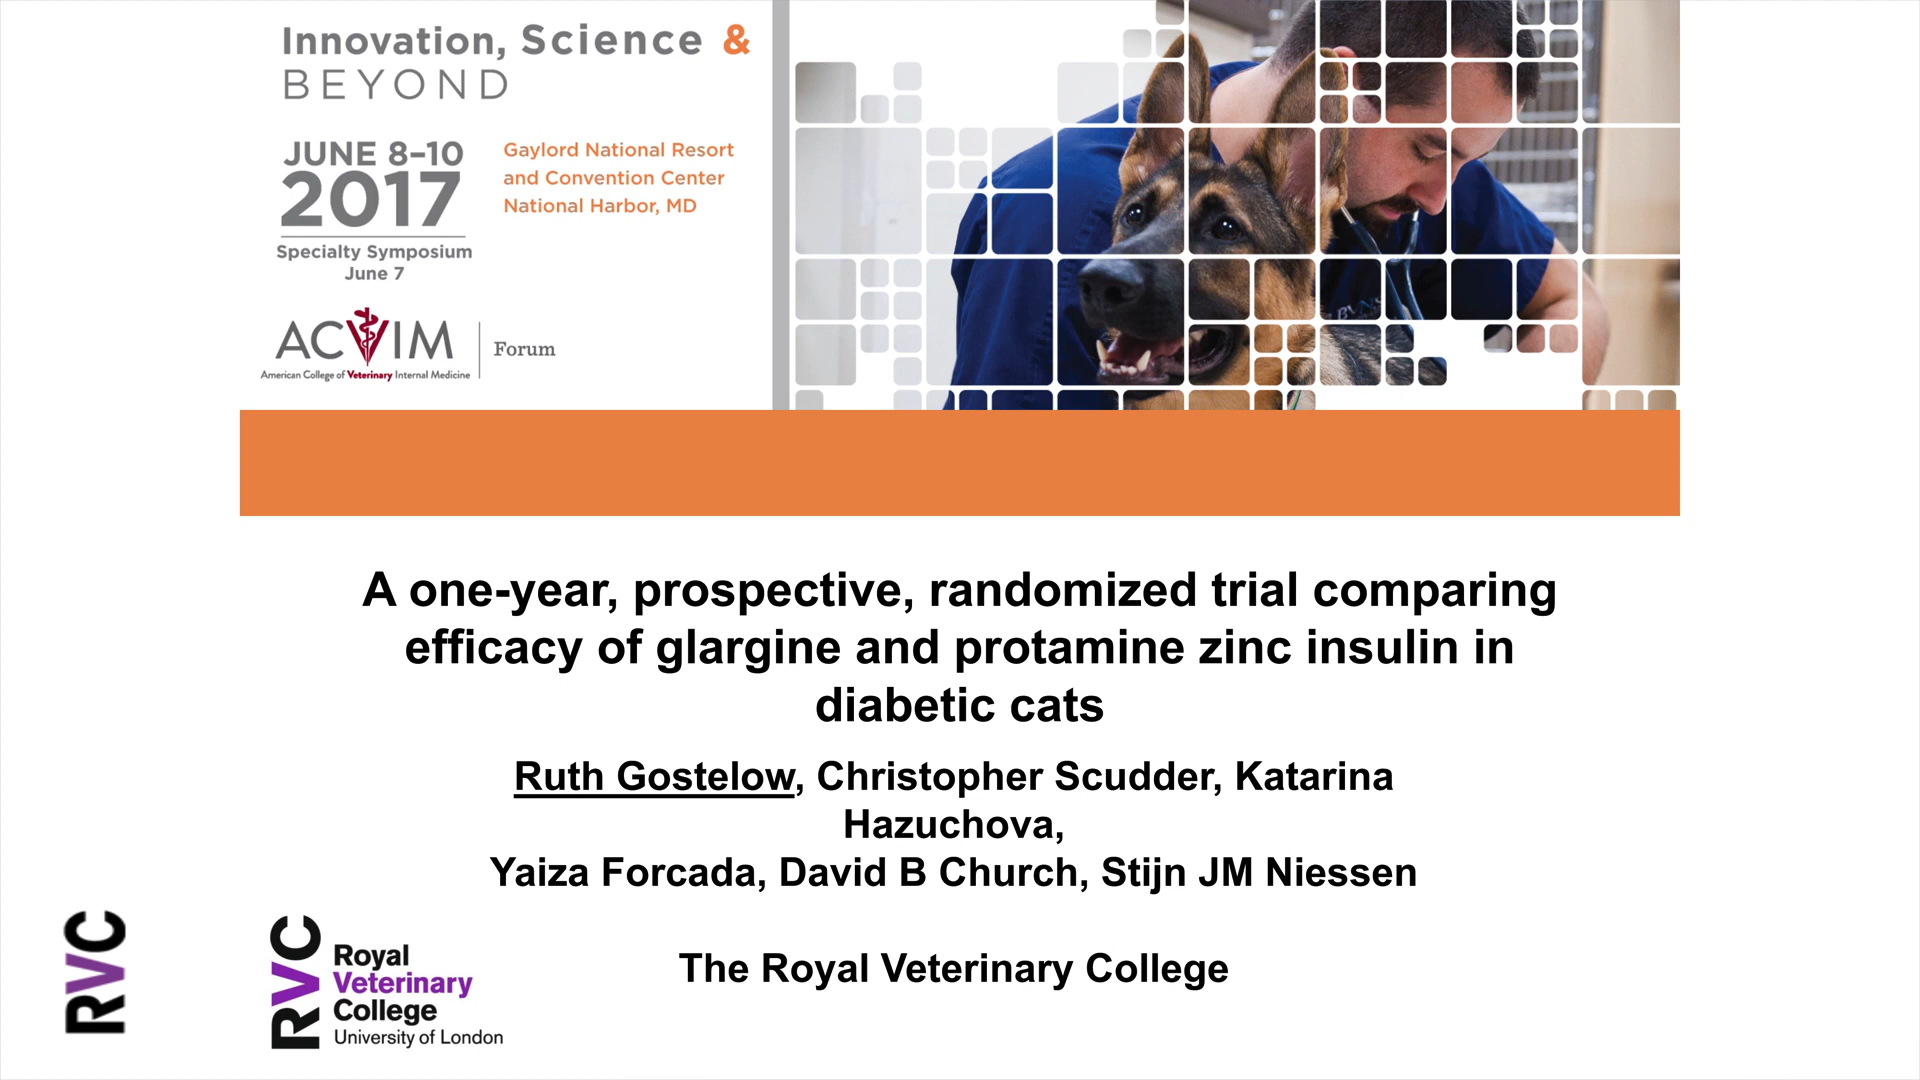 Innovation, Science &
BEYOND
JUNE 8–10
2017
Gaylord National Resort
and Convention Center
National Harbor, MD
Specialty Symposium
June 7
ACVIM
Forum
American College of Veterinary Internal Medicine
A one-year, prospective, randomized trial comparing
efficacy of glargine and protamine zinc insulin in
diabetic cats
Ruth Gostelow, Christopher Scudder, Katarina
Hazuchova,
Yaiza Forcada, David B Church, Stijn JM Niessen
The Royal Veterinary College
RVC
RVC
Royal
Veterinary
College
University of London